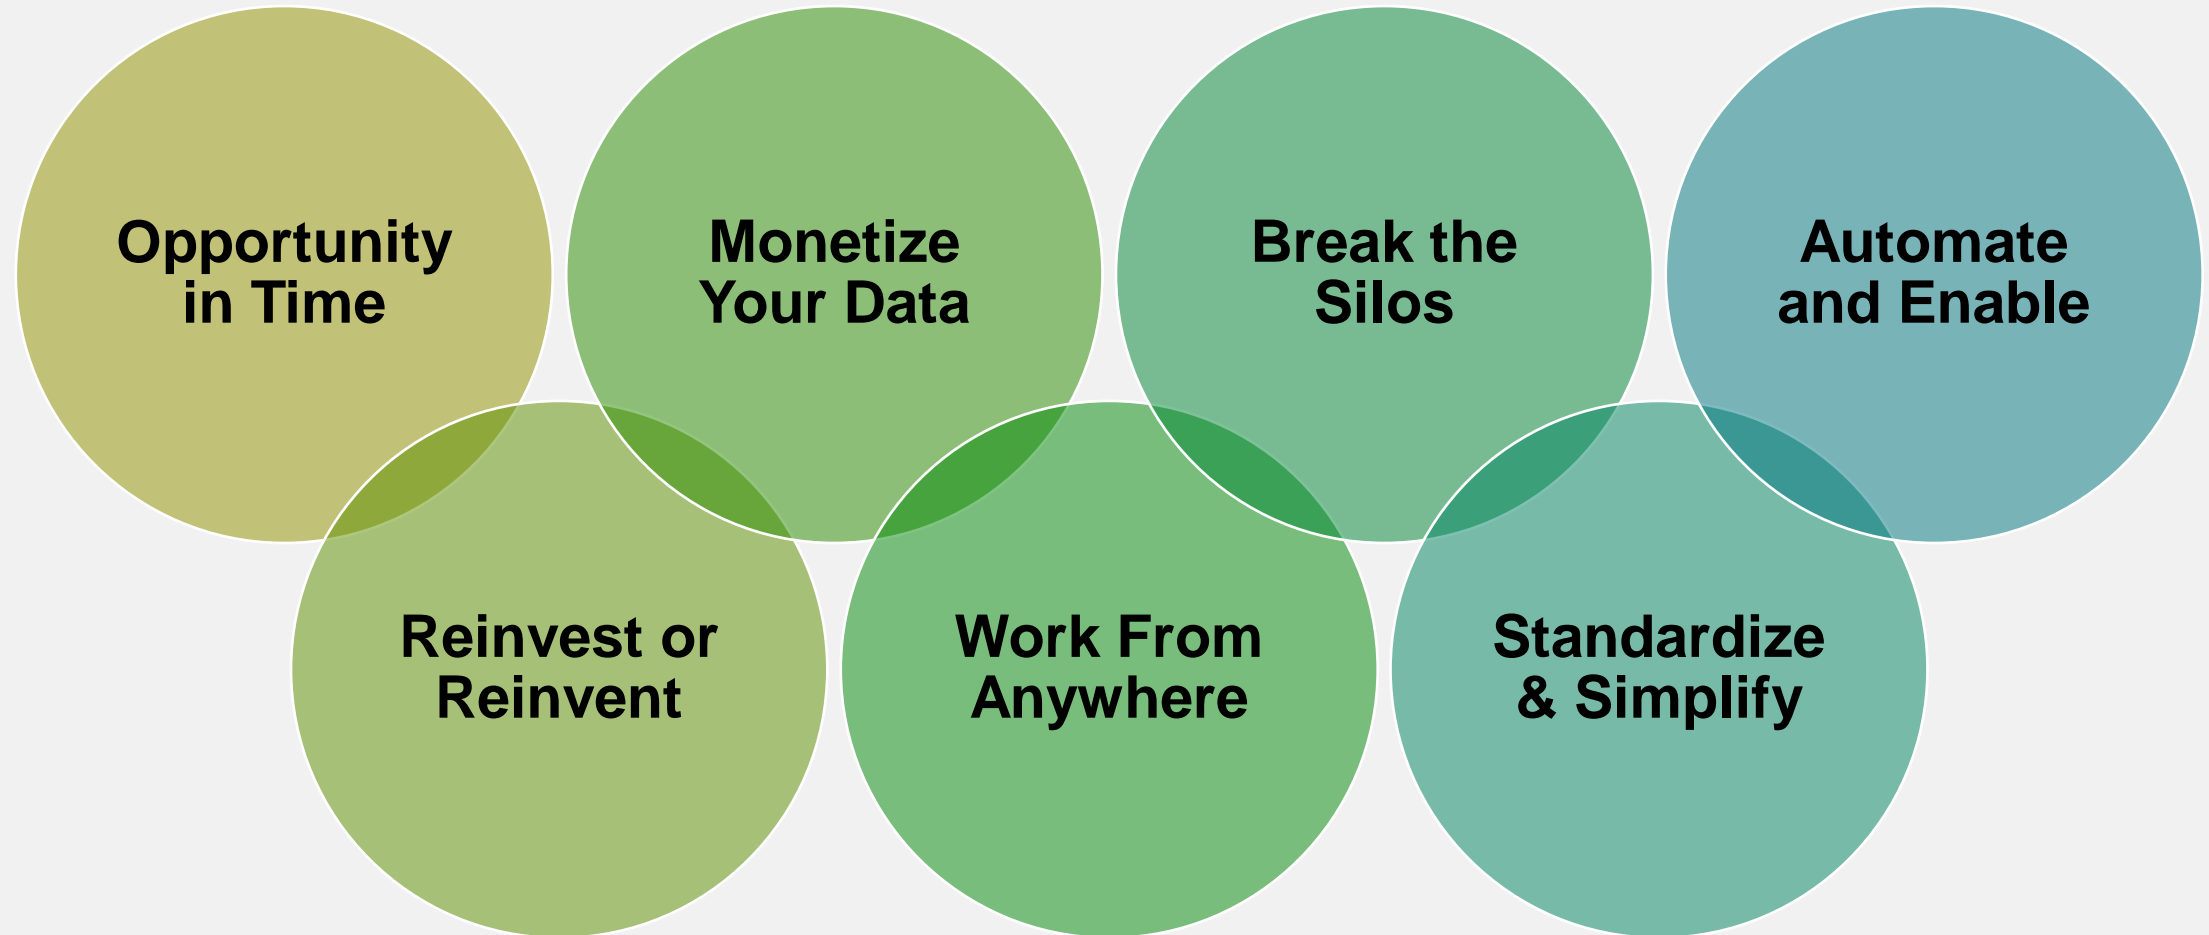 Opportunity
in Time
Monetize
Your Data
Break the
Silos
Automate
and Enable
Reinvest or
Reinvent
Work From
Anywhere
Standardize
& Simplify